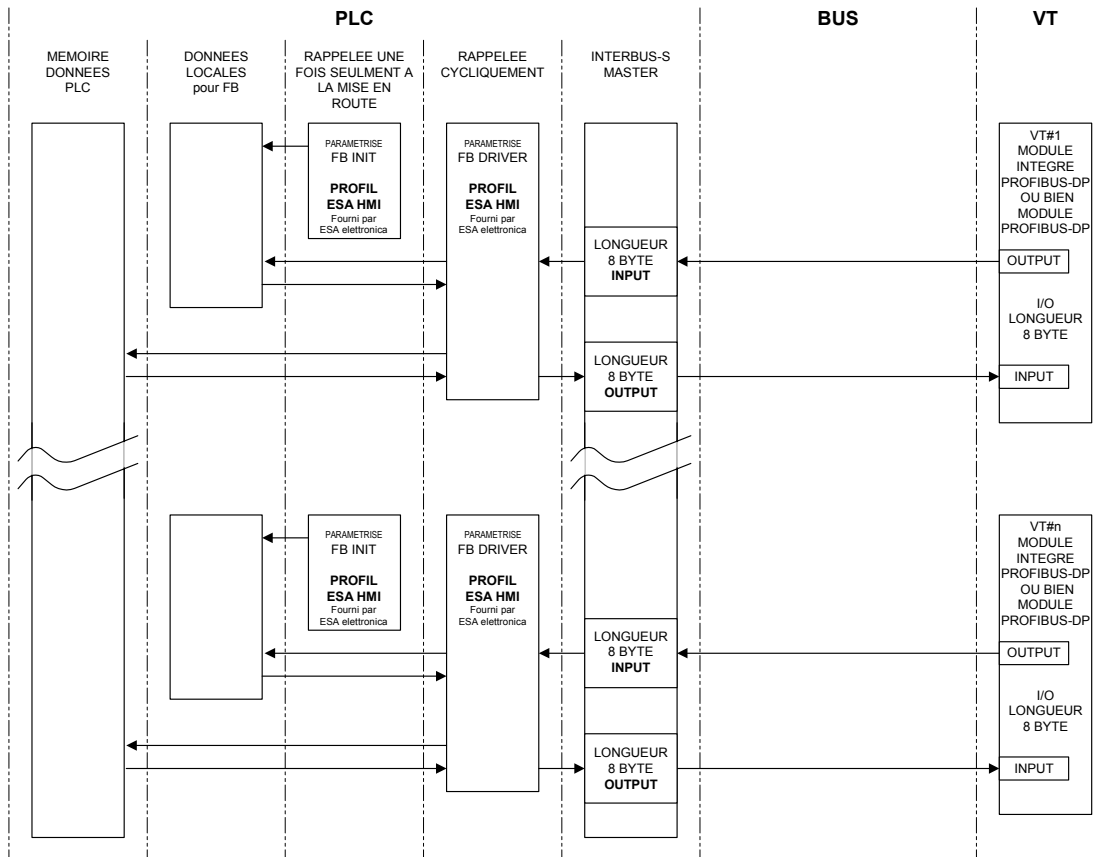 PLC
BUS
VT
MEMOIRE
DONNEES
PLC
DONNEES
LOCALES
pour FB
RAPPELEE UNE
FOIS SEULMENT A
LA MISE EN
ROUTE
RAPPELEE
CYCLIQUEMENT
INTERBUS-S
MASTER
PARAMETRISE
FB INIT
PROFIL
ESA HMI
Fourni par
ESA elettronica
PARAMETRISE
FB DRIVER
PROFIL
ESA HMI
Fourni par
ESA elettronica
LONGUEUR
8 BYTE
INPUT
LONGUEUR
8 BYTE
OUTPUT
VT#1
MODULE
INTEGRE
PROFIBUS-DP
OU BIEN
MODULE
PROFIBUS-DP
OUTPUT
I/O
LONGUEUR
8 BYTE
INPUT
PARAMETRISE
FB INIT
PROFIL
ESA HMI
Fourni par
ESA elettronica
PARAMETRISE
FB DRIVER
PROFIL
ESA HMI
Fourni par
ESA elettronica
LONGUEUR
8 BYTE
INPUT
LONGUEUR
8 BYTE
OUTPUT
VT#n
MODULE
INTEGRE
PROFIBUS-DP
OU BIEN
MODULE
PROFIBUS-DP
OUTPUT
I/O
LONGUEUR
8 BYTE
INPUT